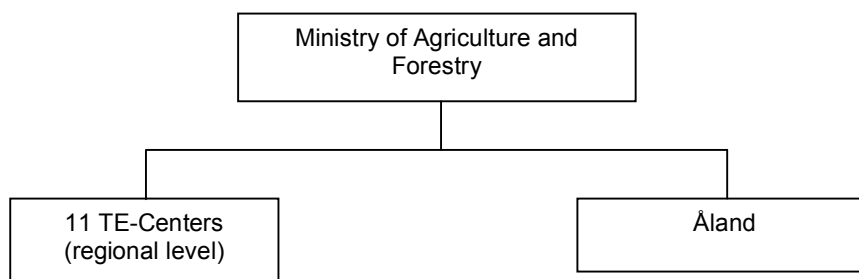 Ministry of Agriculture and
Forestry
11 TE-Centers
(regional level)
Åland